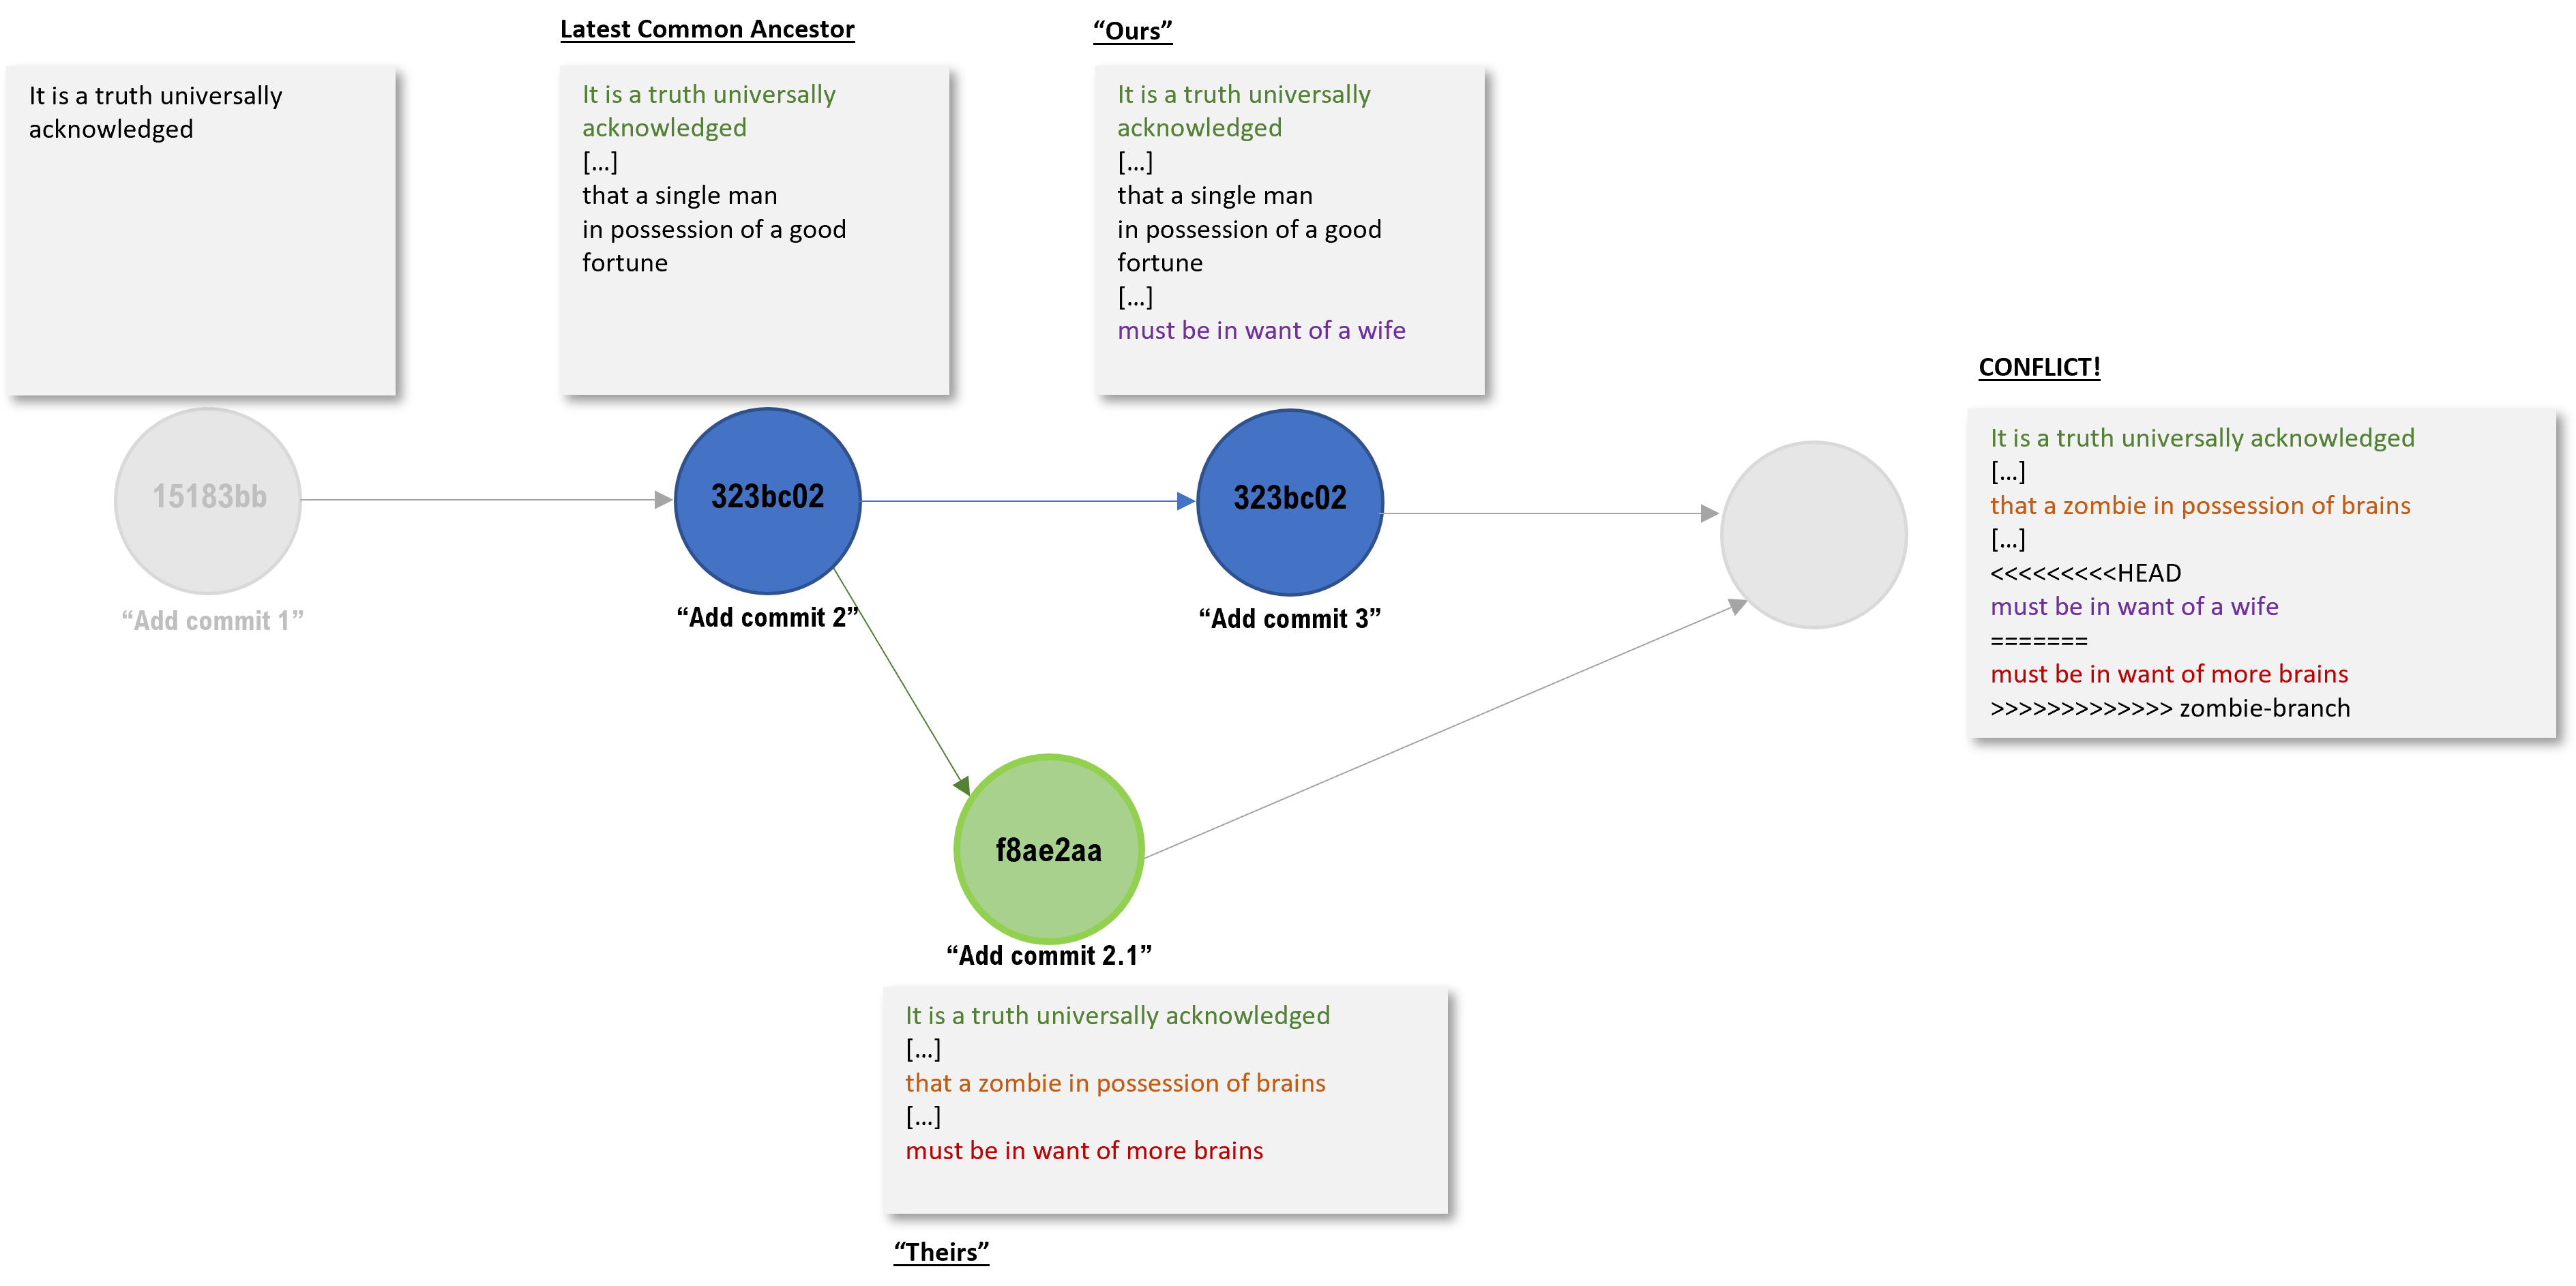 Latest Common Ancestor
“Ours”
It is a truth universally
acknowledged
It is a truth universally
acknowledged
[...]
that a single man
in possession of a good
fortune
It is a truth universally
acknowledged
[...]
that a single man
in possession of a good
fortune
[...]
must be in want of a wife
15183bb
“Add commit 1”
323bc02
“Add commit 2”
323bc02
“Add commit 3”
CONFLICT!
It is a truth universally acknowledged
[...]
that a zombie in possession of brains
[...]
<<<<<<<<<HEAD
must be in want of a wife
=======
must be in want of more brains
>>>>>>>>>>>>> zombie-branch
f8ae2aa
“Add commit 2.1”
It is a truth universally acknowledged
[...]
that a zombie in possession of brains
[...]
must be in want of more brains
“Theirs”